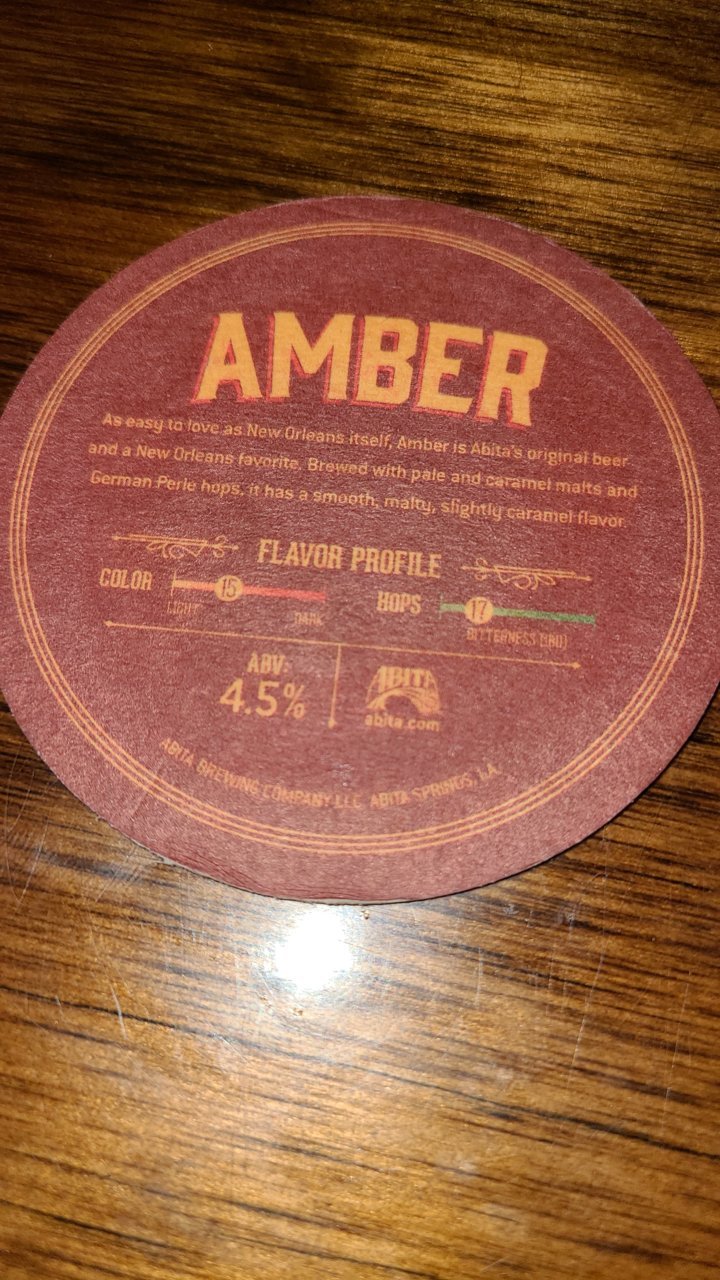 AMBER
As easy to love as New Orleans itself, Amber is Abita's original beer
and a New Orleans favorite. Brewed with pale and caramel malts and
German Perle hops, it has a smooth, malty, slightly caramel flavor.
FLAVOR PROFILE
COLOR 15 HOPS 17
LIGHT DARK BITTERNESS (IBU)
ABV: ABITA
4.5% abita.com
ABITA BREWING COMPANY LLC ABITA SPRINGS, LA